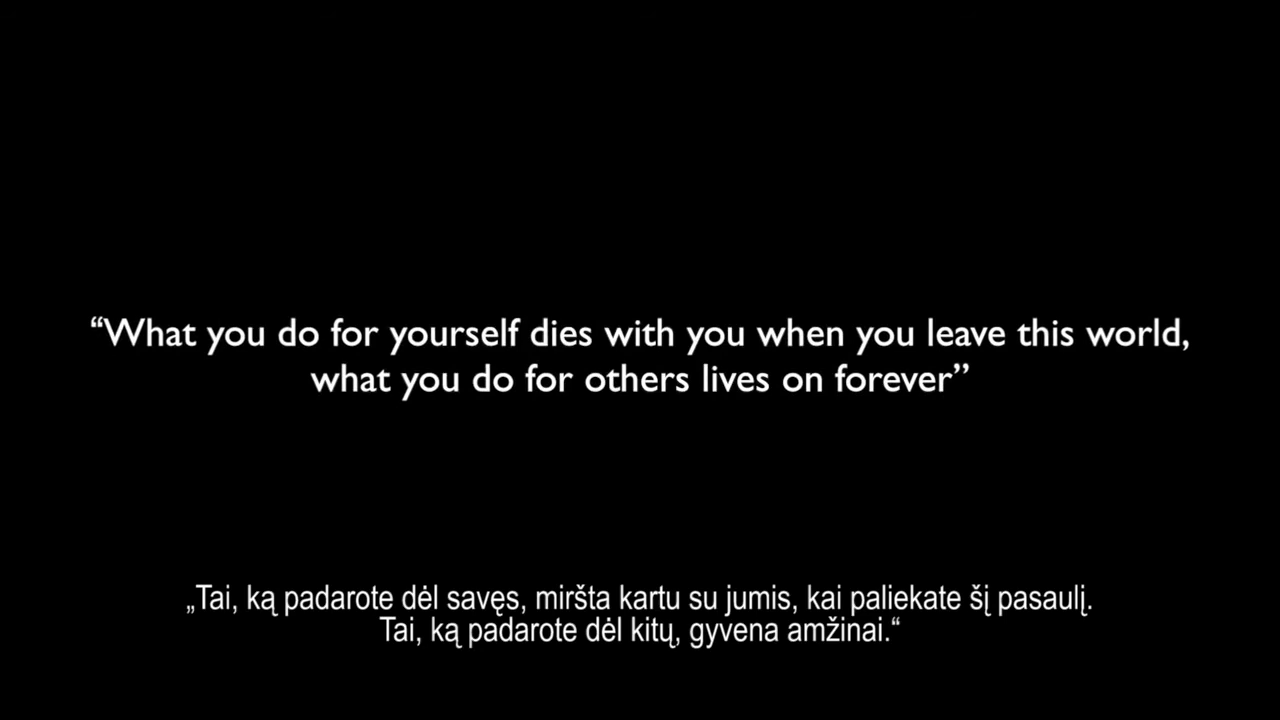 “What you do for yourself dies with you when you leave this world,
what you do for others lives on forever”
„Tai, ką padarote dėl savęs, miršta kartu su jumis, kai paliekate šį pasaulį.
Tai, ką padarote dėl kitų, gyvena amžinai.“